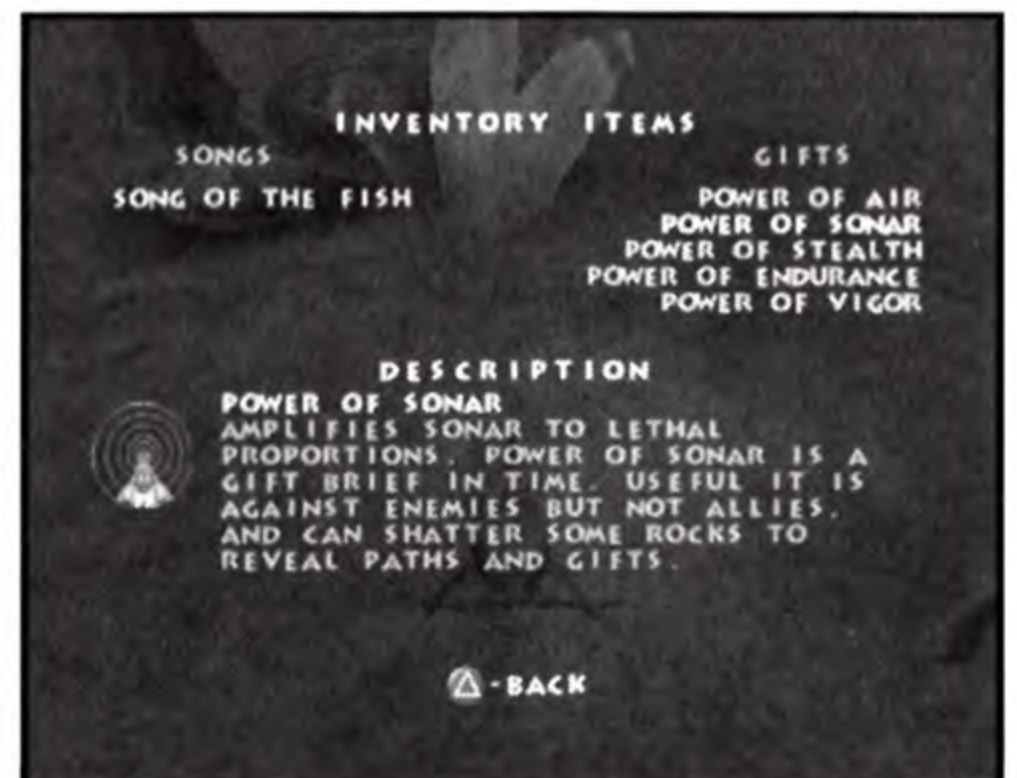 INVENTORY ITEMS
SONGS
GIFTS
SONG OF THE FISH
POWER OF AIR
POWER OF SONAR
POWER OF STEALTH
POWER OF ENDURANCE
POWER OF VIGOR
DESCRIPTION
POWER OF SONAR
AMPLIFIES SONAR TO LETHAL
PROPORTIONS. POWER OF SONAR IS A
GIFT BRIEF IN TIME. USEFUL IT IS
AGAINST ENEMIES BUT NOT ALLIES.
AND CAN SHATTER SOME ROCKS TO
REVEAL PATHS AND GIFTS.
-BACK